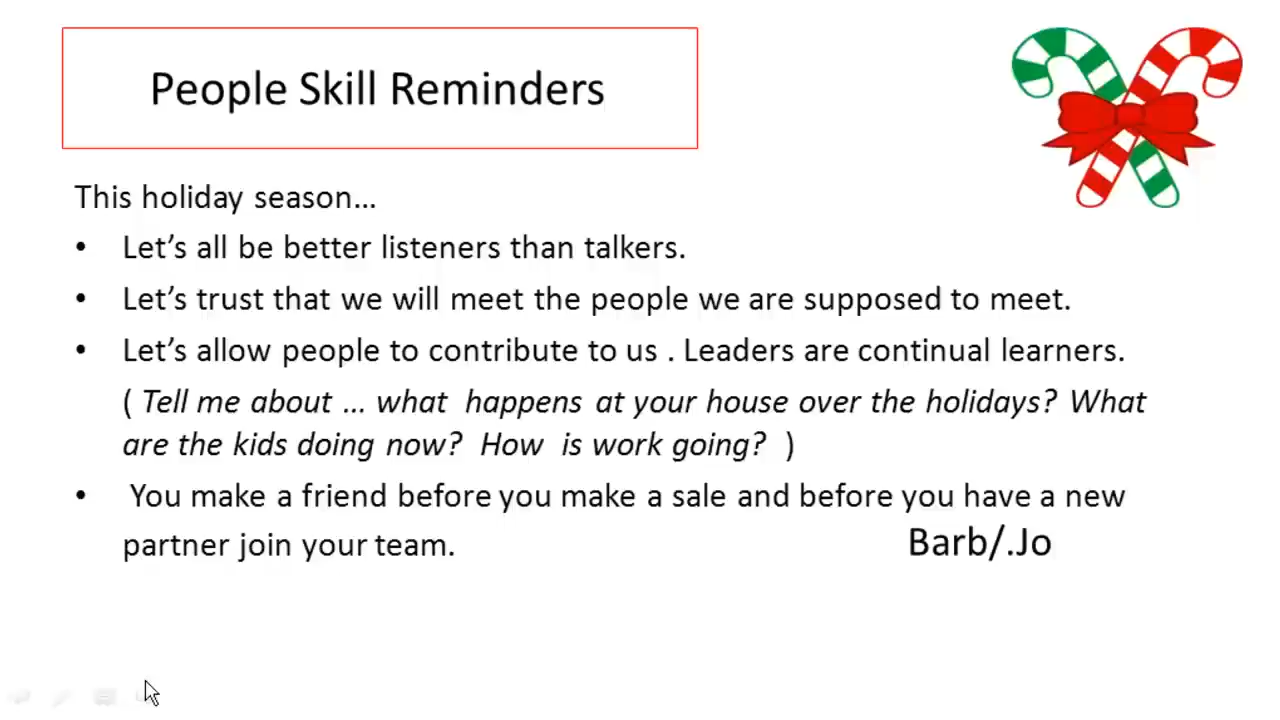 People Skill Reminders
This holiday season…
• Let’s all be better listeners than talkers.
• Let’s trust that we will meet the people we are supposed to meet.
• Let’s allow people to contribute to us . Leaders are continual learners.
( Tell me about … what happens at your house over the holidays? What
are the kids doing now? How is work going? )
• You make a friend before you make a sale and before you have a new
partner join your team.
Barb/.Jo